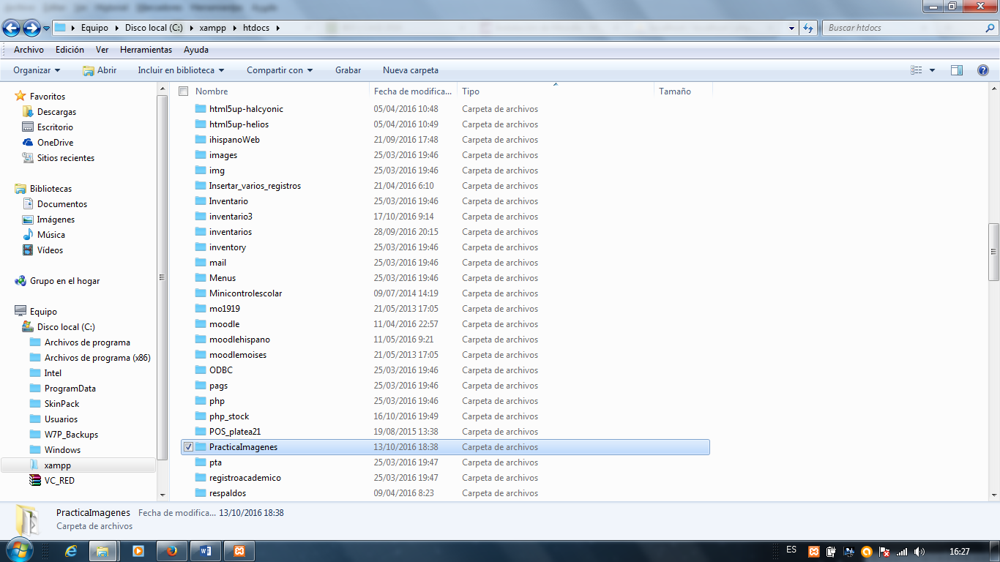 Equipo Disco local (C:) xampp htdocs
Buscar htdocs
Archivo Edición Ver Herramientas Ayuda
Organizar Abrir Incluir en biblioteca Compartir con Grabar Nueva carpeta
Favoritos
Descargas
Escritorio
OneDrive
Sitios recientes
Bibliotecas
Documentos
Imágenes
Música
Vídeos
Grupo en el hogar
Equipo
Disco local (C:)
Archivos de programa
Archivos de programa (x86)
Intel
ProgramData
SkinPack
Usuarios
W7P_Backups
Windows
xampp
VC_RED
Nombre Fecha de modifica... Tipo Tamaño
html5up-halcyonic 05/04/2016 10:48 Carpeta de archivos
html5up-helios 05/04/2016 10:49 Carpeta de archivos
ihispanoWeb 21/09/2016 17:48 Carpeta de archivos
images 25/03/2016 19:46 Carpeta de archivos
img 25/03/2016 19:46 Carpeta de archivos
Insertar_varios_registros 21/04/2016 6:10 Carpeta de archivos
Inventario 25/03/2016 19:46 Carpeta de archivos
inventario3 17/10/2016 9:14 Carpeta de archivos
inventarios 28/09/2016 20:15 Carpeta de archivos
inventory 25/03/2016 19:46 Carpeta de archivos
mail 25/03/2016 19:46 Carpeta de archivos
Menus 25/03/2016 19:46 Carpeta de archivos
Minicontrolescolar 09/07/2014 14:19 Carpeta de archivos
mo1919 21/05/2013 17:05 Carpeta de archivos
moodle 11/04/2016 22:57 Carpeta de archivos
moodlehispano 11/05/2016 9:21 Carpeta de archivos
moodlemoises 21/05/2013 17:05 Carpeta de archivos
ODBC 25/03/2016 19:46 Carpeta de archivos
pags 25/03/2016 19:46 Carpeta de archivos
php 25/03/2016 19:46 Carpeta de archivos
php_stock 16/10/2016 19:49 Carpeta de archivos
POS_platea21 19/08/2015 13:38 Carpeta de archivos
PracticaImagenes 13/10/2016 18:38 Carpeta de archivos
pta 25/03/2016 19:47 Carpeta de archivos
registroacademico 25/03/2016 19:47 Carpeta de archivos
respaldos 09/04/2016 8:23 Carpeta de archivos
PracticaImagenes Fecha de modifica... 13/10/2016 18:38
Carpeta de archivos
ES 16:27